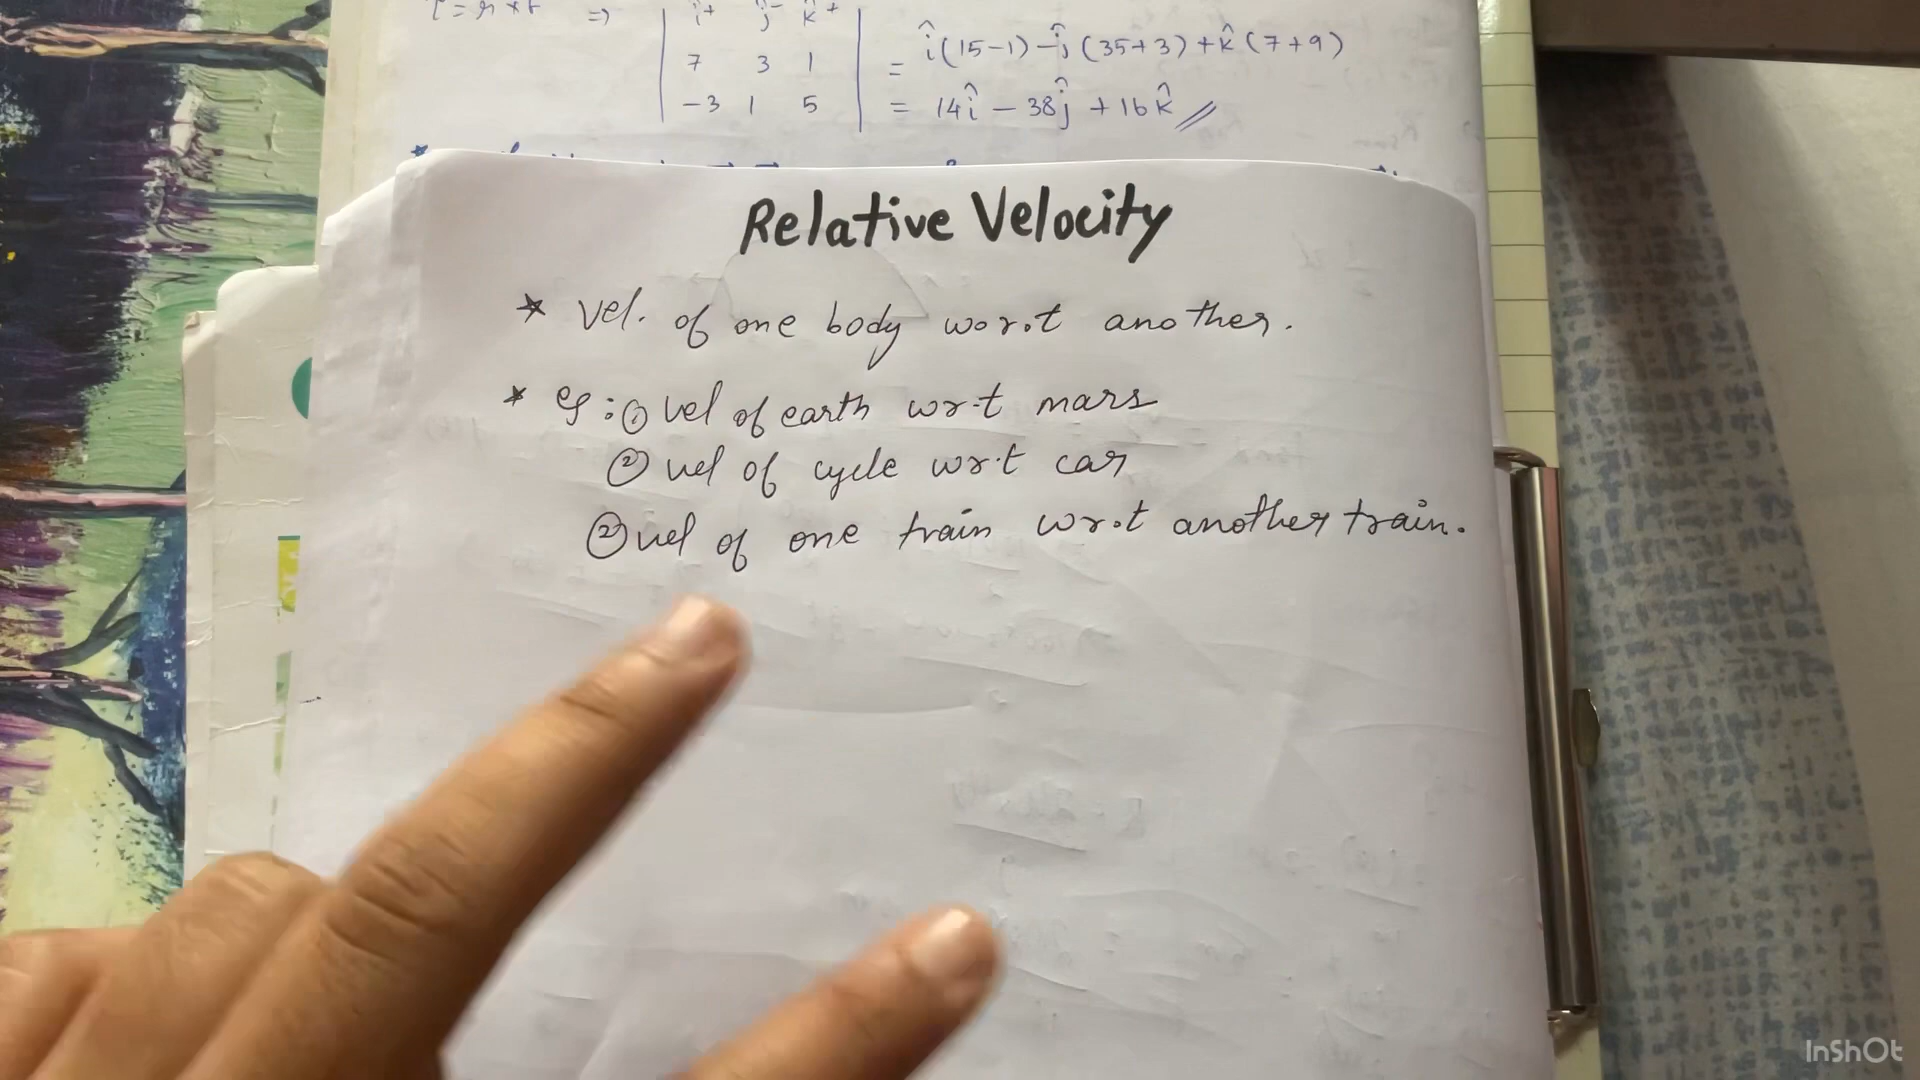 τ = r × F ⇒ | î+ ĵ- k̂+ |
7 3 1 = î(15-1) - ĵ(35+3) + k̂(7+9)
-3 1 5 = 14î - 38ĵ + 16k̂ //
Relative Velocity
* Vel. of one body w.r.t another.
* eg : ① vel of earth w.r.t mars
② vel of cycle w.r.t car
② vel of one train w.r.t another train.
InShOt